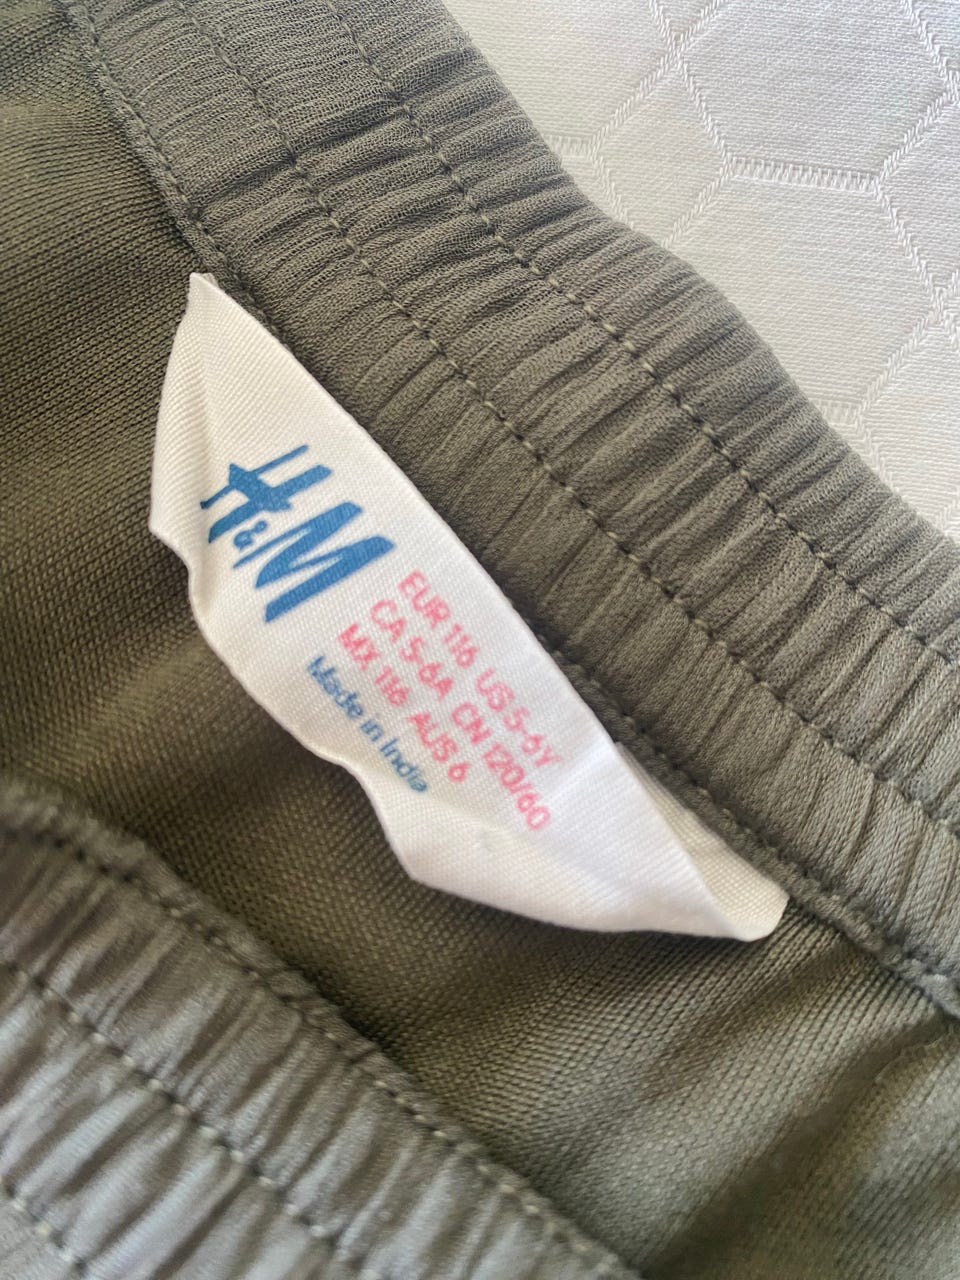 H&M
EUR 116 US 5-6Y
CA 5-6A CN 120/60
MX 116 AUS 6
Made in India